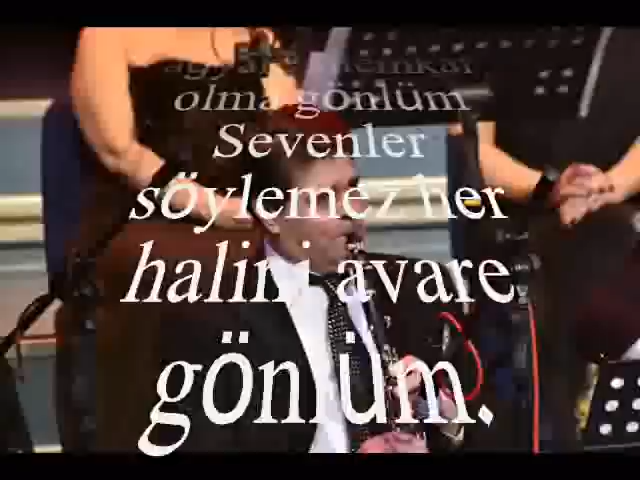 olma gönlüm
Sevenler
söylemez her
halini avare
gönlüm.